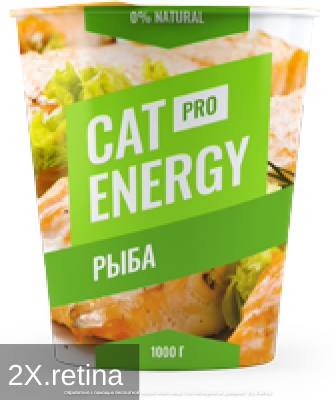 0% NATURAL
CAT PRO
ENERGY
РЫБА
1000 Г
2X.retina